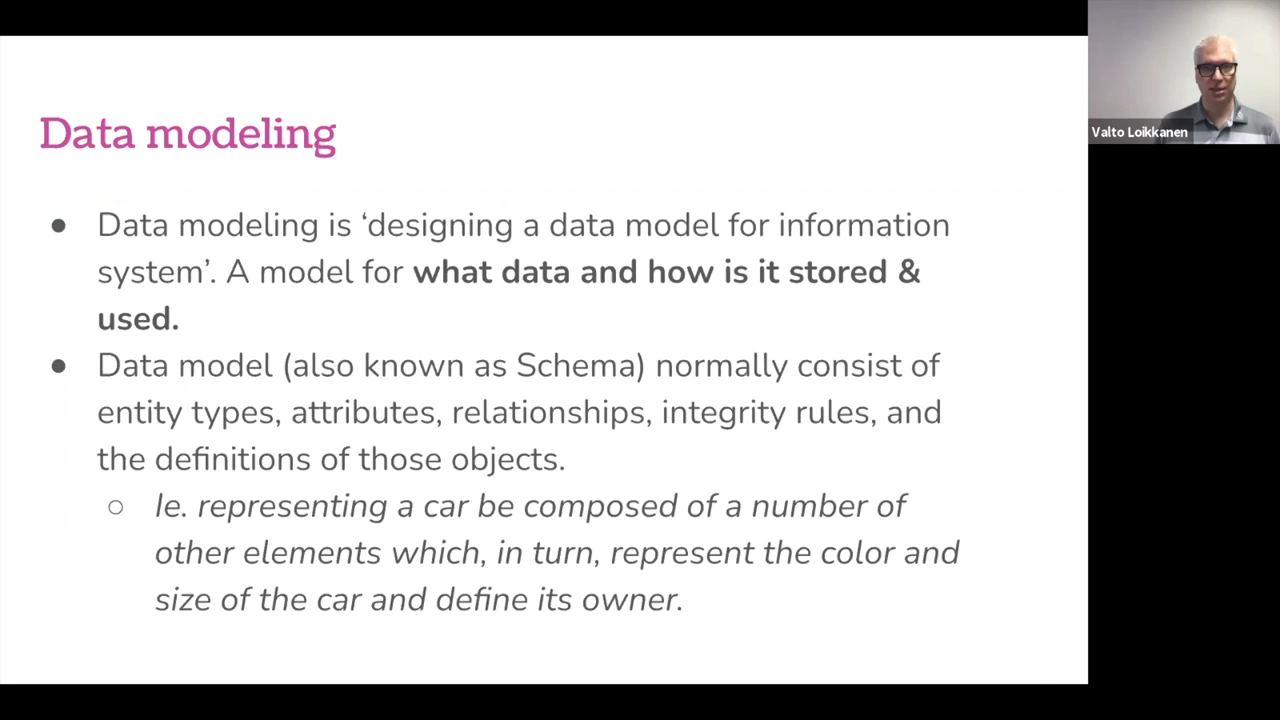 Data modeling
● Data modeling is ‘designing a data model for information
system’. A model for what data and how is it stored &
used.
● Data model (also known as Schema) normally consist of
entity types, attributes, relationships, integrity rules, and
the definitions of those objects.
○ Ie. representing a car be composed of a number of
other elements which, in turn, represent the color and
size of the car and define its owner.
Valto Loikkanen